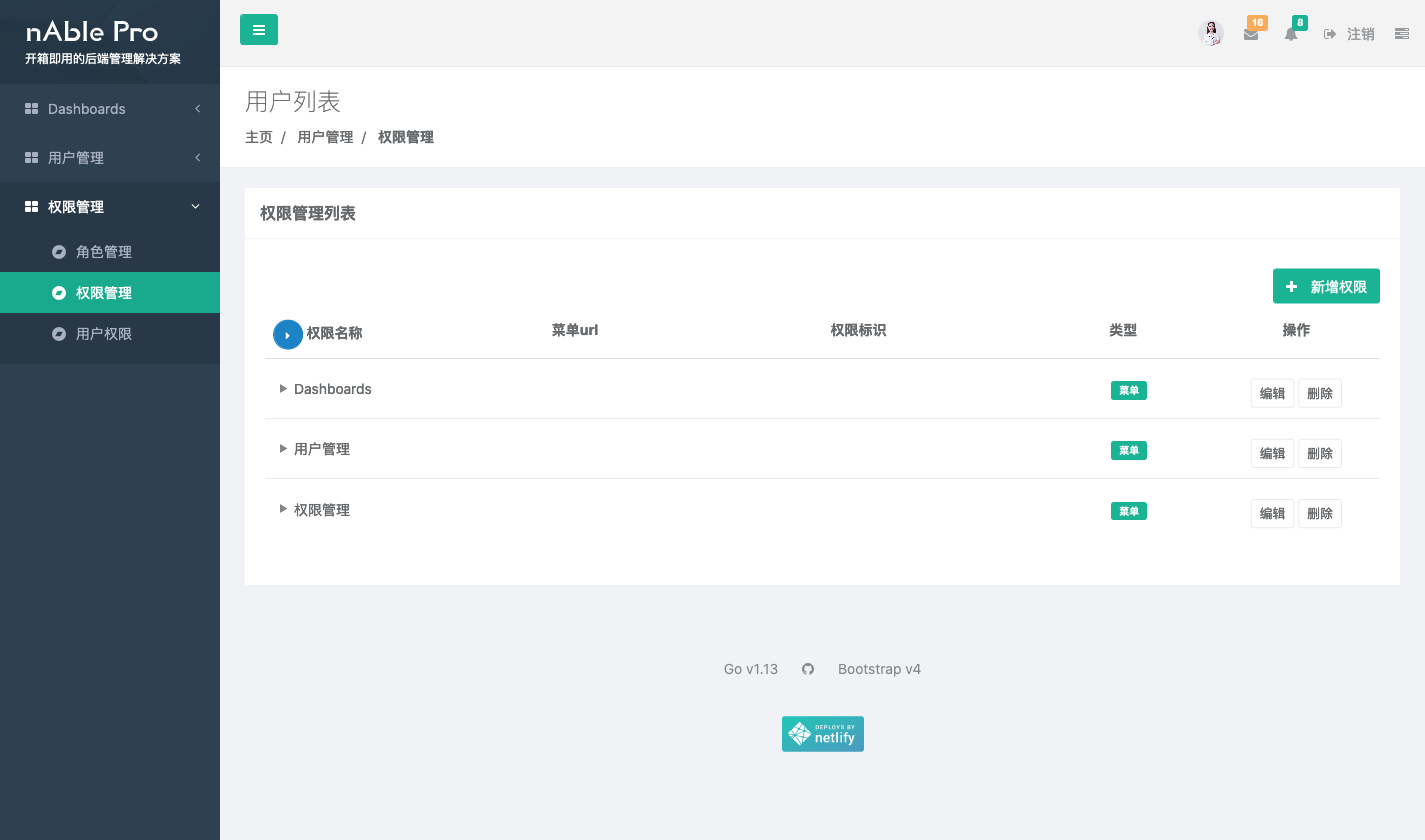 nAble Pro
开箱即用的后端管理解决方案
Dashboards
用户管理
权限管理
角色管理
权限管理
用户权限
16
8
注销
用户列表
主页 / 用户管理 / 权限管理
权限管理列表
新增权限
权限名称 菜单url 权限标识 类型 操作
Dashboards 菜单 编辑 删除
用户管理 菜单 编辑 删除
权限管理 菜单 编辑 删除
Go v1.13 Bootstrap v4
DEPLOYS BY
netlify